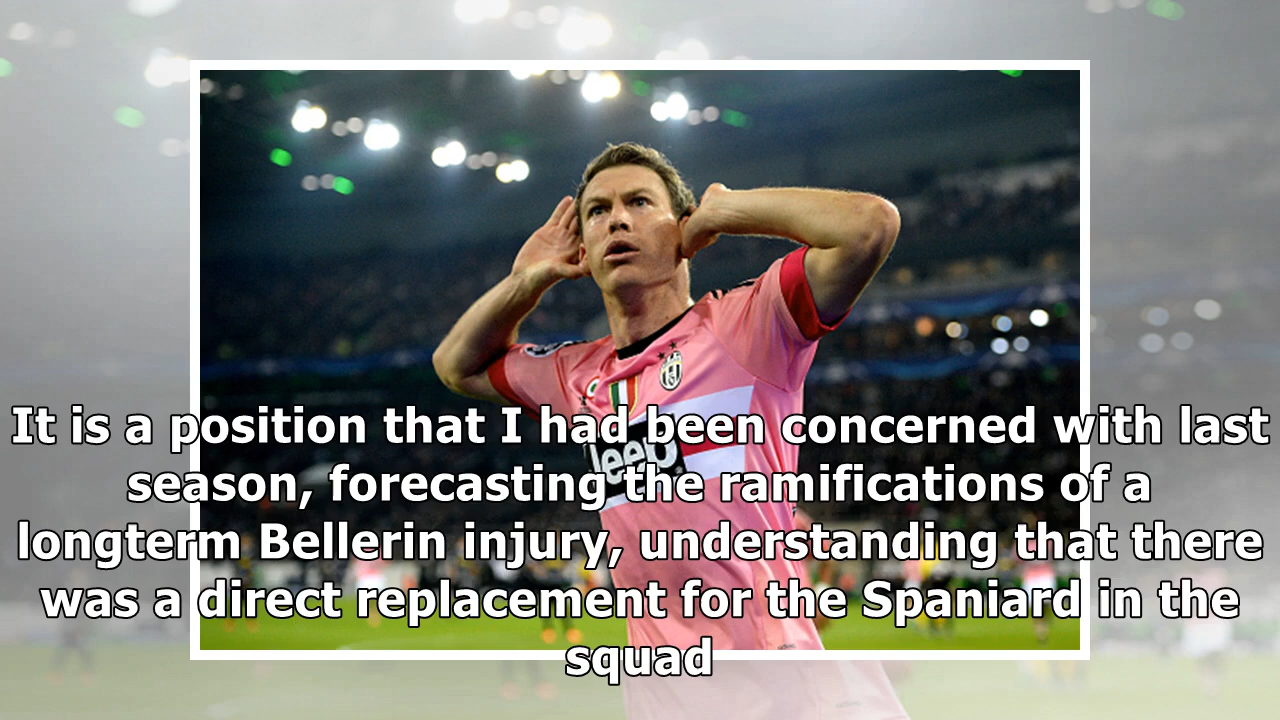 It is a position that I had been concerned with last
season, forecasting the ramifications of a
longterm Bellerin injury, understanding that there
was a direct replacement for the Spaniard in the
squad
Jeep